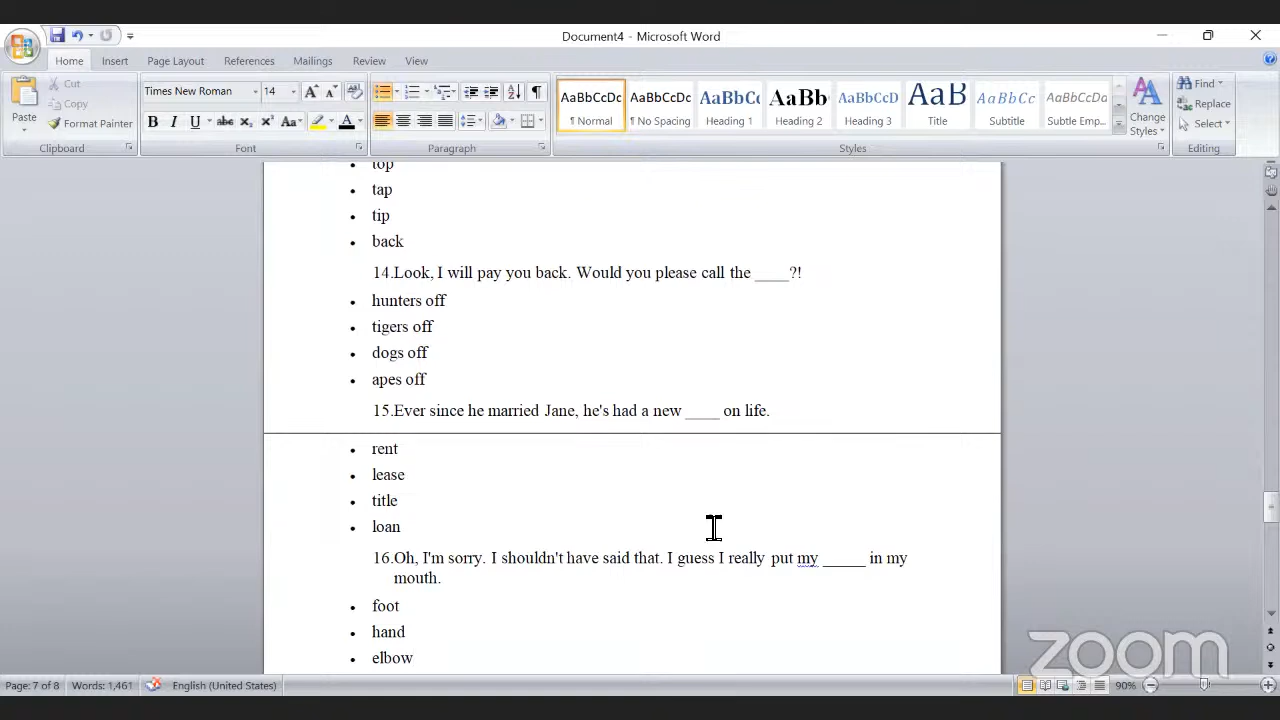 Document4 - Microsoft Word
Home Insert Page Layout References Mailings Review View
Paste
Cut
Copy
Format Painter
Clipboard
Times New Roman 14
Font
Paragraph
AaBbCcDc AaBbCcDc AaBbC AaBbC AaBbCcD AaB AaBbCc AaBbCcDa
¶ Normal ¶ No Spacing Heading 1 Heading 2 Heading 3 Title Subtitle Subtle Emp...
Change
Styles
Styles
Find
Replace
Select
Editing
top
tap
tip
back
14.Look, I will pay you back. Would you please call the ____?!
hunters off
tigers off
dogs off
apes off
15.Ever since he married Jane, he's had a new ____ on life.
rent
lease
title
loan
16.Oh, I'm sorry. I shouldn't have said that. I guess I really put my _____ in my
mouth.
foot
hand
elbow
zoom
Page: 7 of 8 Words: 1,461 English (United States) 90%